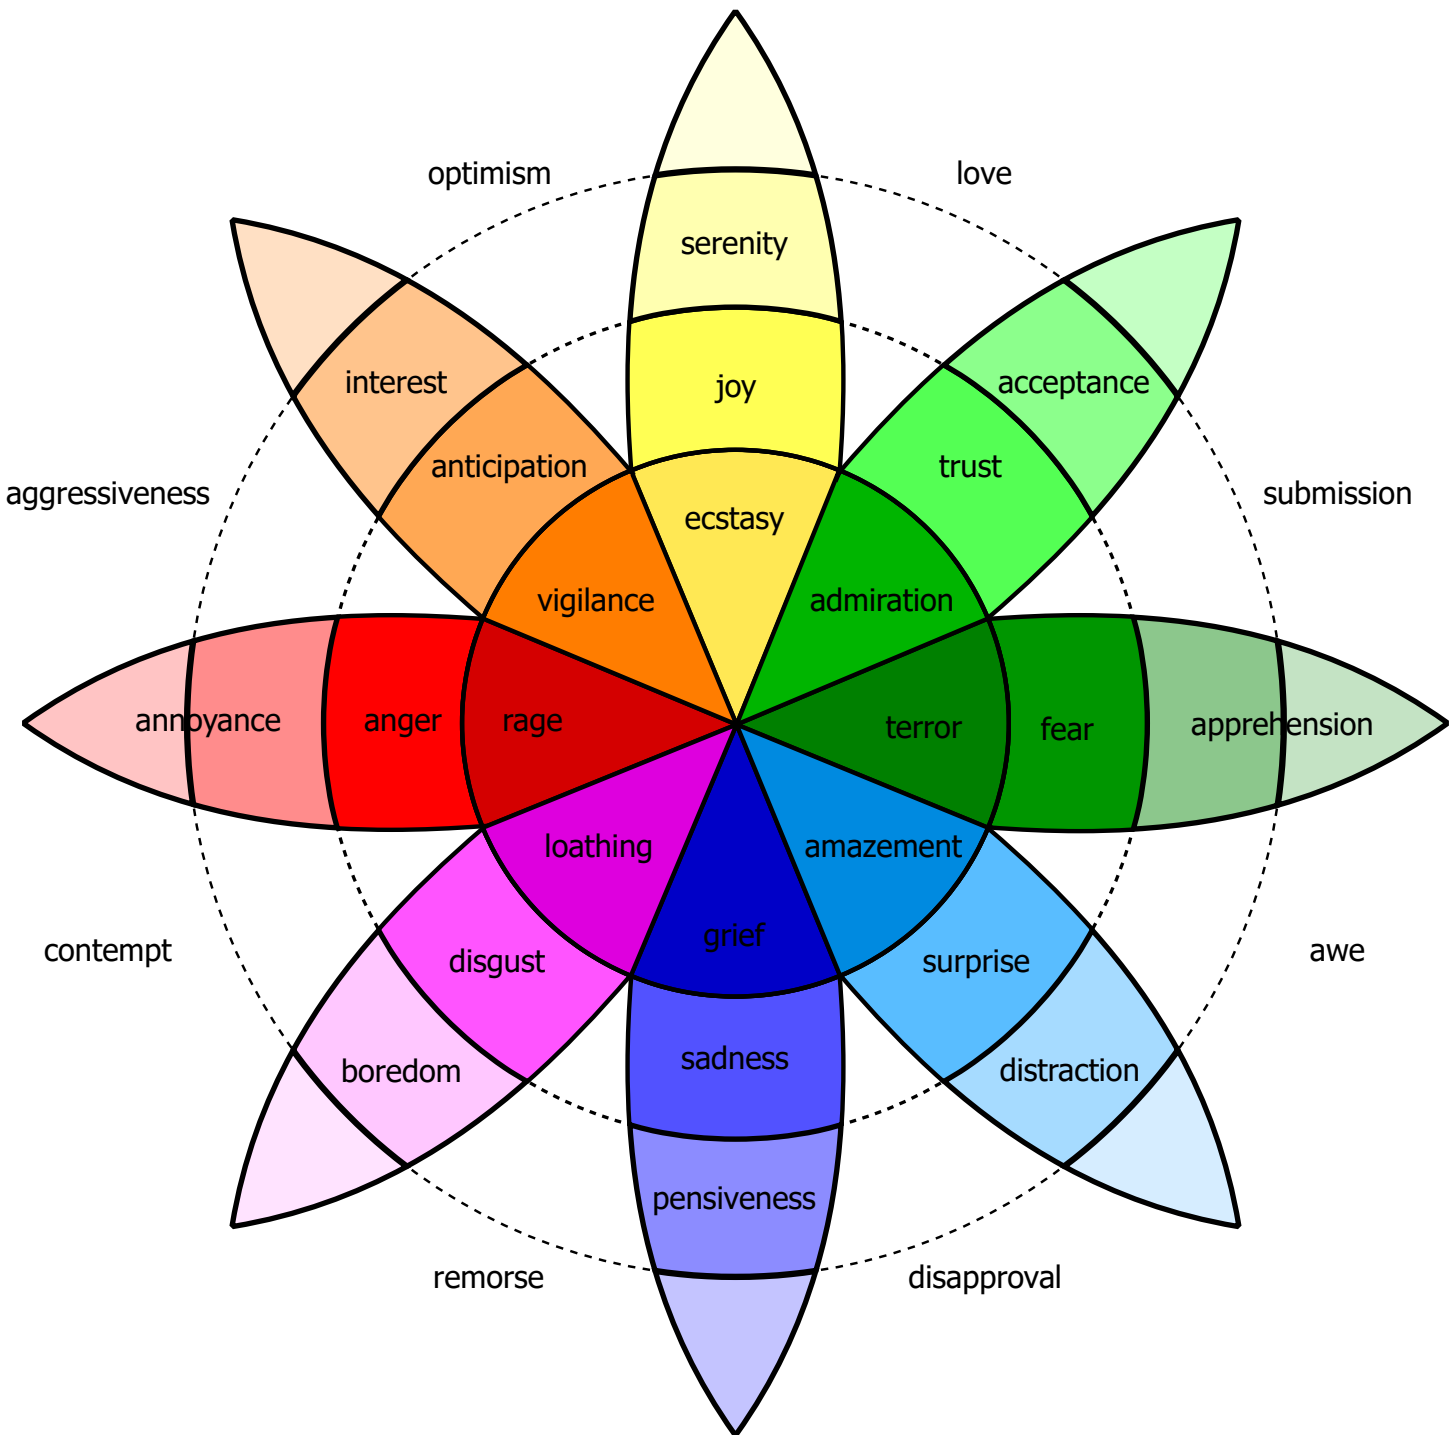 optimism
love
serenity
interest
acceptance
joy
anticipation
trust
aggressiveness
submission
ecstasy
vigilance
admiration
annoyance
anger
rage
terror
fear
apprehension
loathing
amazement
grief
contempt
awe
disgust
surprise
sadness
boredom
distraction
pensiveness
remorse
disapproval